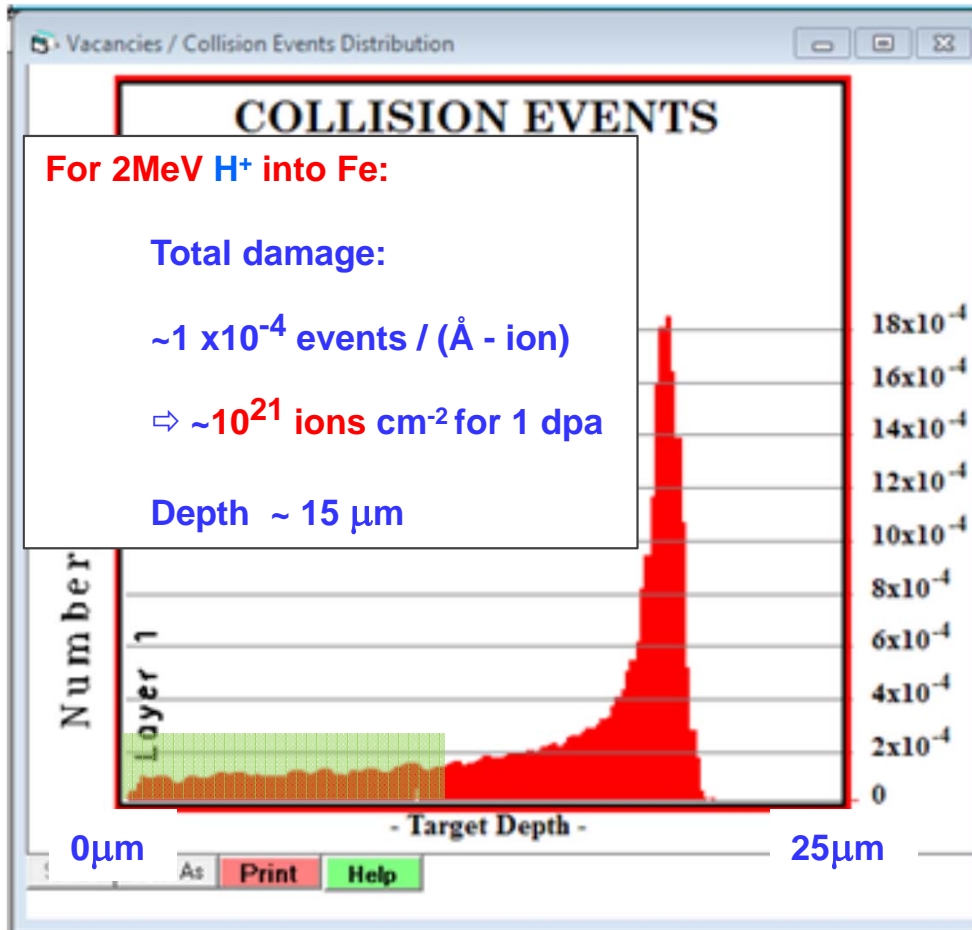 Vacancies / Collision Events Distribution
COLLISION EVENTS
For 2MeV H⁺ into Fe:
Total damage:
~1 x10⁻⁴ events / (Å - ion)
⇨ ~10²¹ ions cm⁻² for 1 dpa
Depth ~ 15 µm
18x10⁻⁴
16x10⁻⁴
14x10⁻⁴
12x10⁻⁴
10x10⁻⁴
8x10⁻⁴
6x10⁻⁴
4x10⁻⁴
2x10⁻⁴
0
Number
Layer 1
- Target Depth -
0µm
25µm
As
Print
Help